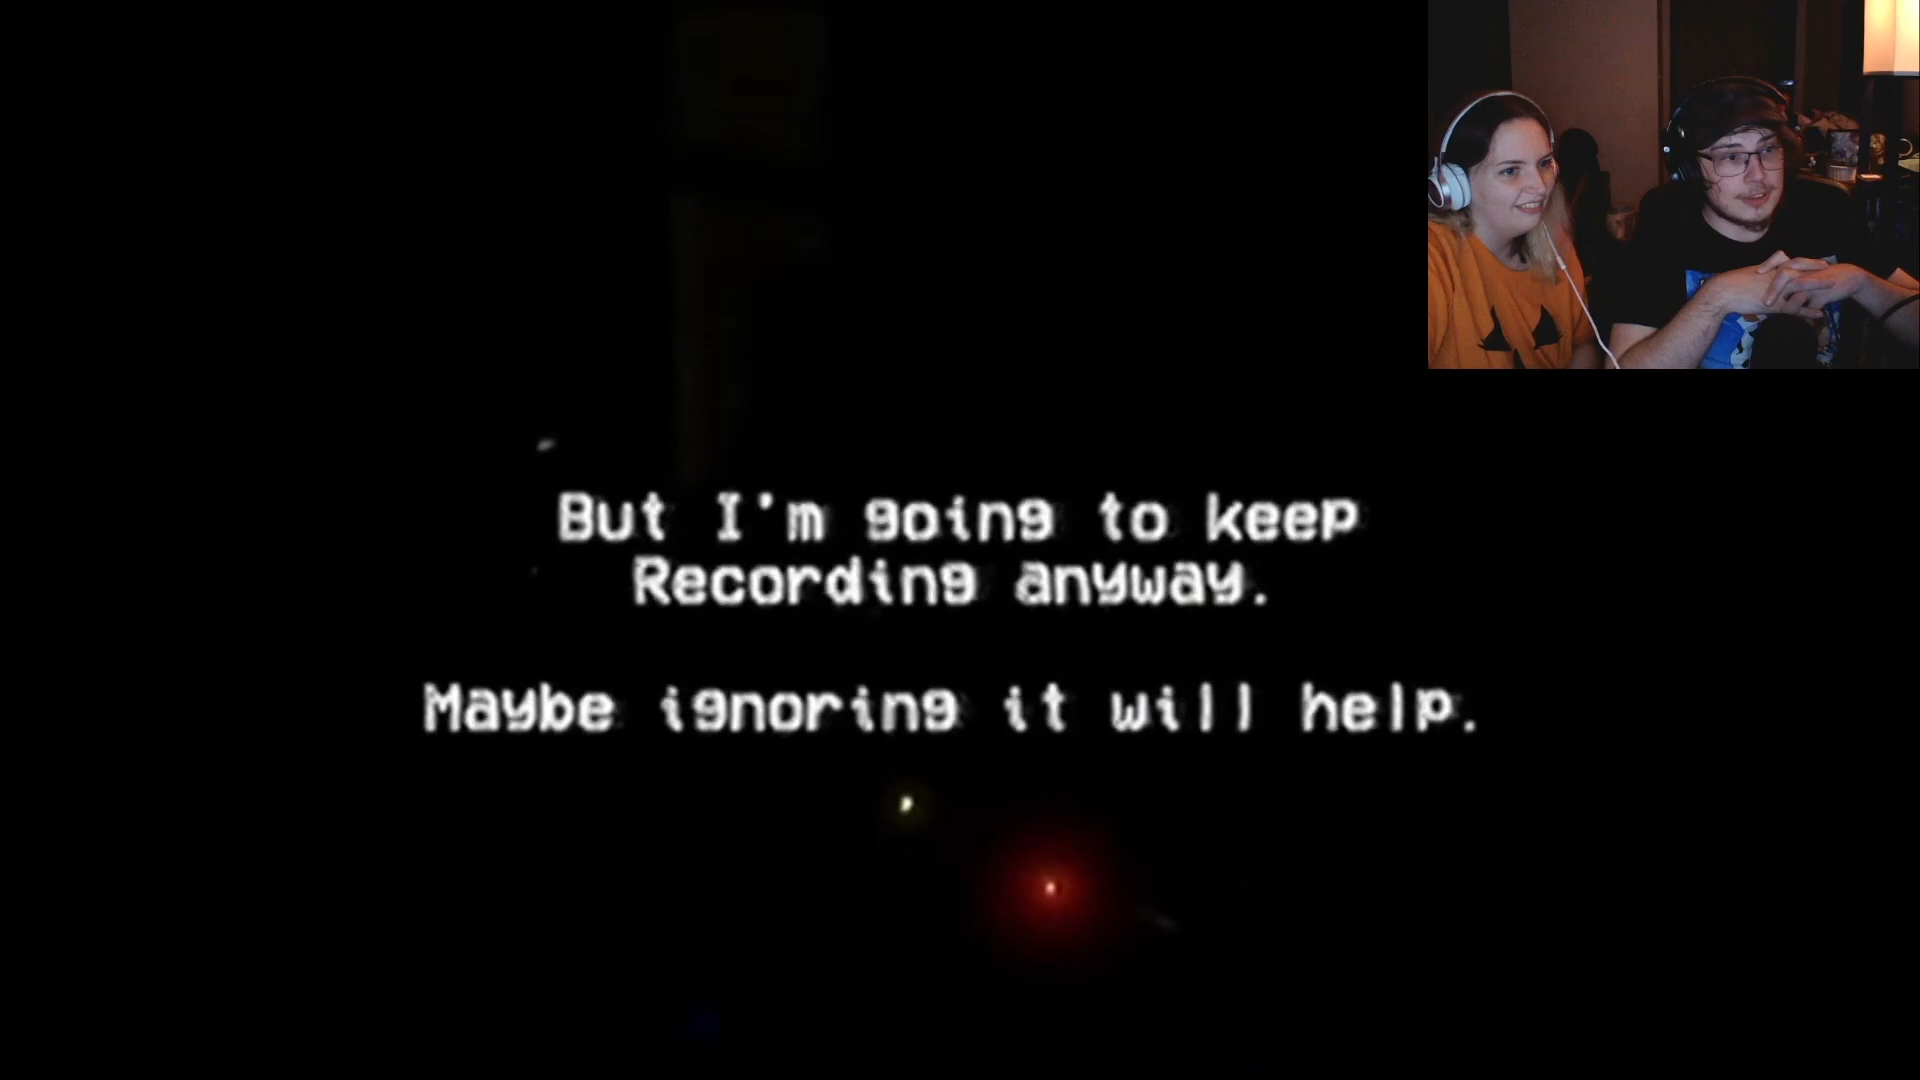 But I'm going to keep
Recording anyway.
Maybe ignoring it will help.